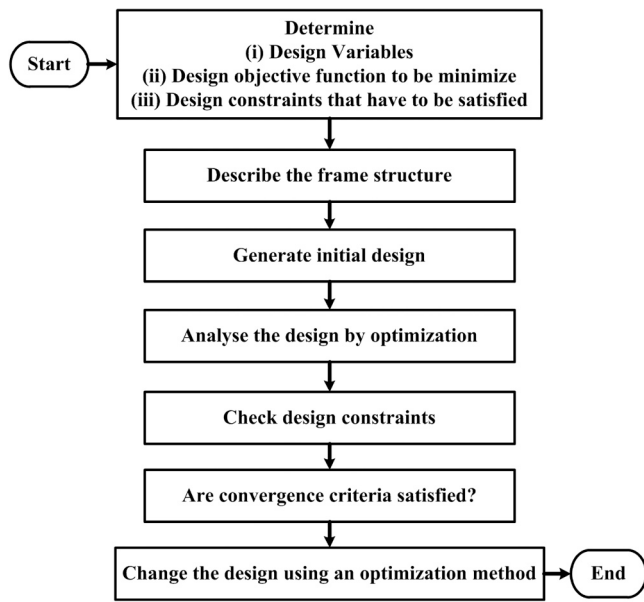 Start
Determine
(i) Design Variables
(ii) Design objective function to be minimize
(iii) Design constraints that have to be satisfied
Describe the frame structure
Generate initial design
Analyse the design by optimization
Check design constraints
Are convergence criteria satisfied?
Change the design using an optimization method
End